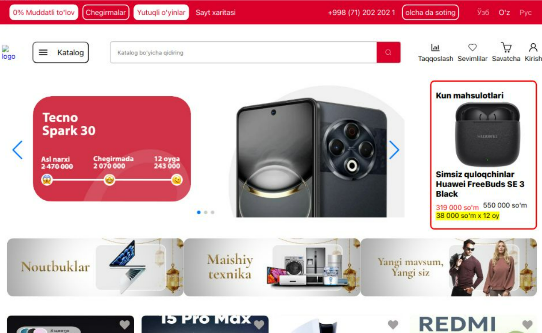 0% Muddatli to'lov Chegirmalar Yutuqli o'yinlar Sayt xaritasi +998 (71) 202 202 1 olcha da soting Ўзб O'z Рус
logo
Katalog
Katalog bo'yicha qidiring
Taqqoslash Sevimlilar Savatcha Kirish
Tecno
Spark 30
Asl narxi Chegirmada 12 oyga
2 470 000 2 070 000 243 000
Kun mahsulotlari
HUAWEI
Simsiz quloqchinlar
Huawei FreeBuds SE 3
Black
319 000 so'm 550 000 so'm
38 000 so'm x 12 oy
Noutbuklar
Maishiy
texnika
Yangi mavsum,
Yangi siz
15 Pro Max
REDMI